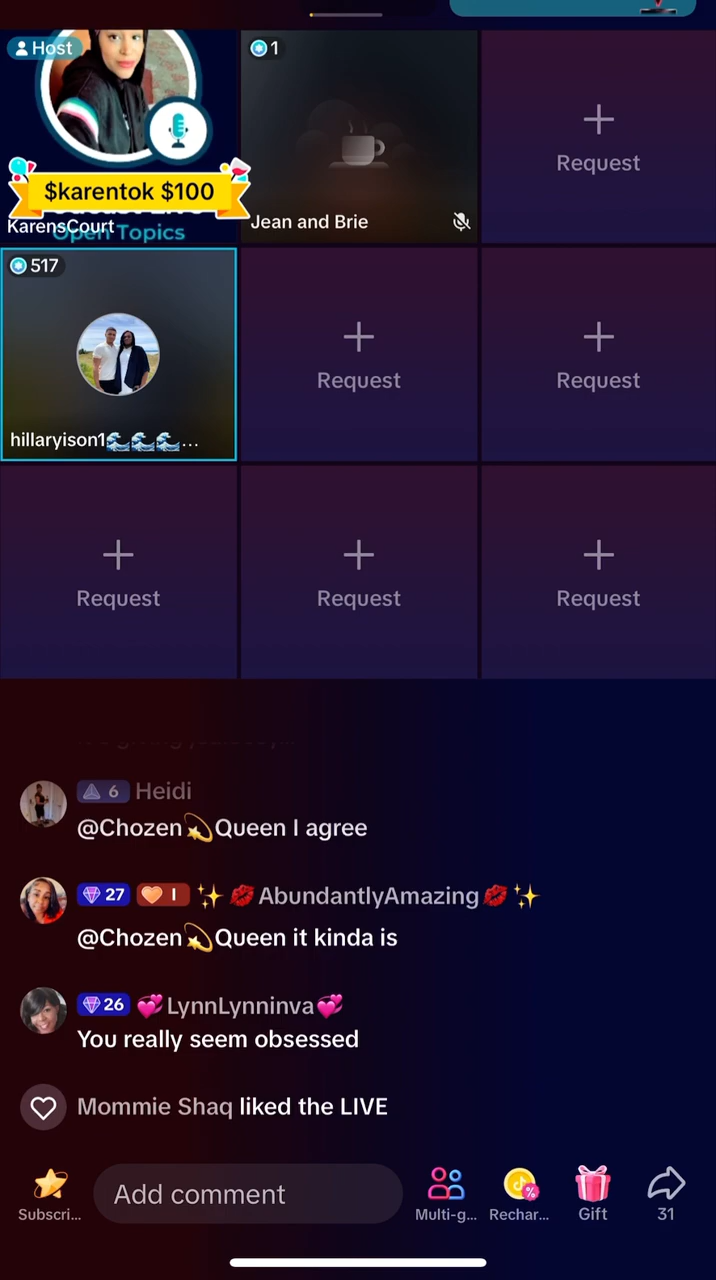 Host
1
Request
$karentok $100
KarensCourt
Open Topics
Jean and Brie
517
Request
Request
hillaryison1🌊🌊🌊...
Request
Request
Request
6 Heidi
@Chozen💫Queen I agree
27 I ✨💋AbundantlyAmazing💋✨
@Chozen💫Queen it kinda is
26 💞LynnLynninva💞
You really seem obsessed
Mommie Shaq liked the LIVE
Subscri...
Add comment
Multi-g...
Rechar...
Gift
31